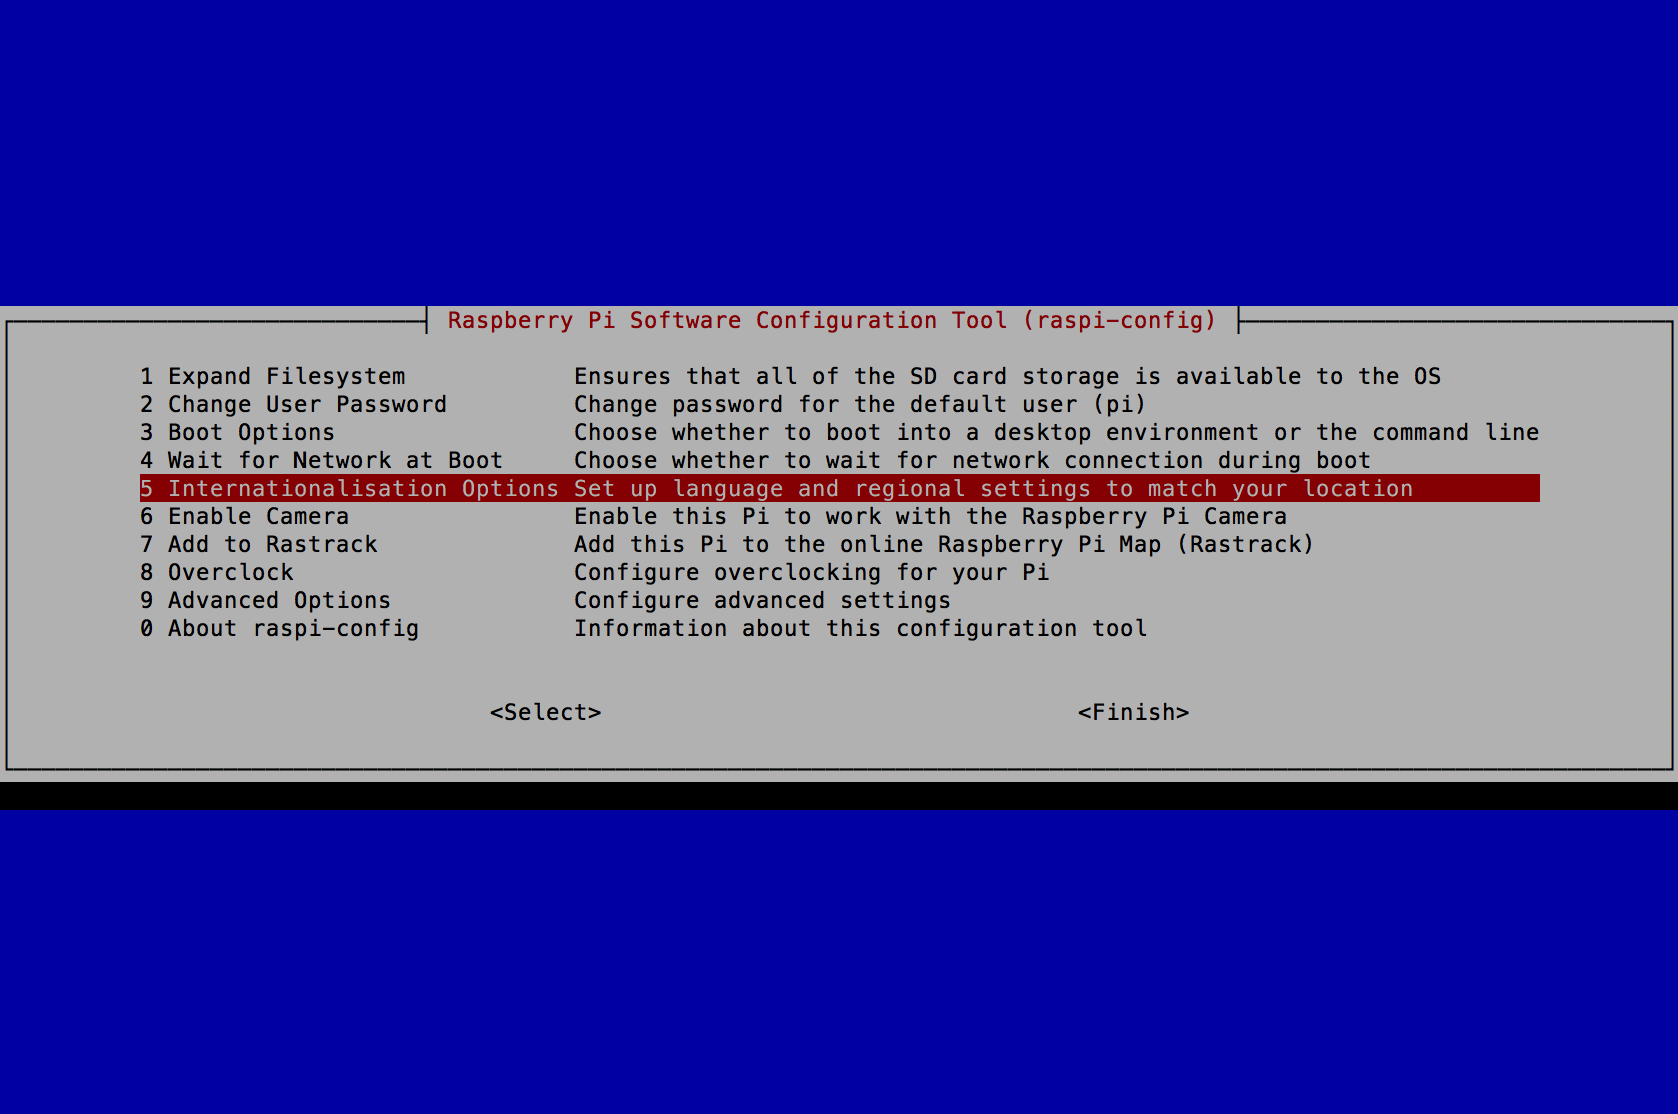 Raspberry Pi Software Configuration Tool (raspi-config)
1 Expand Filesystem Ensures that all of the SD card storage is available to the OS
2 Change User Password Change password for the default user (pi)
3 Boot Options Choose whether to boot into a desktop environment or the command line
4 Wait for Network at Boot Choose whether to wait for network connection during boot
5 Internationalisation Options Set up language and regional settings to match your location
6 Enable Camera Enable this Pi to work with the Raspberry Pi Camera
7 Add to Rastrack Add this Pi to the online Raspberry Pi Map (Rastrack)
8 Overclock Configure overclocking for your Pi
9 Advanced Options Configure advanced settings
0 About raspi-config Information about this configuration tool
<Select> <Finish>